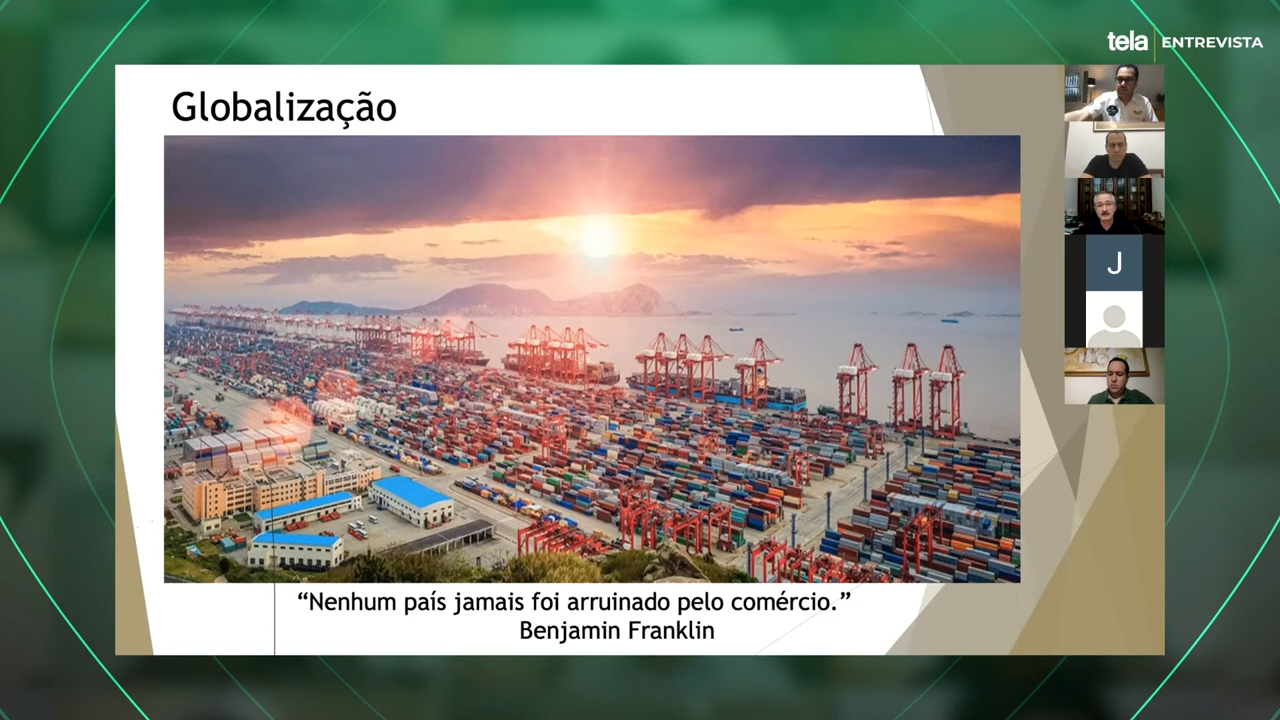 tela ENTREVISTA
Globalização
J
“Nenhum país jamais foi arruinado pelo comércio.”
Benjamin Franklin